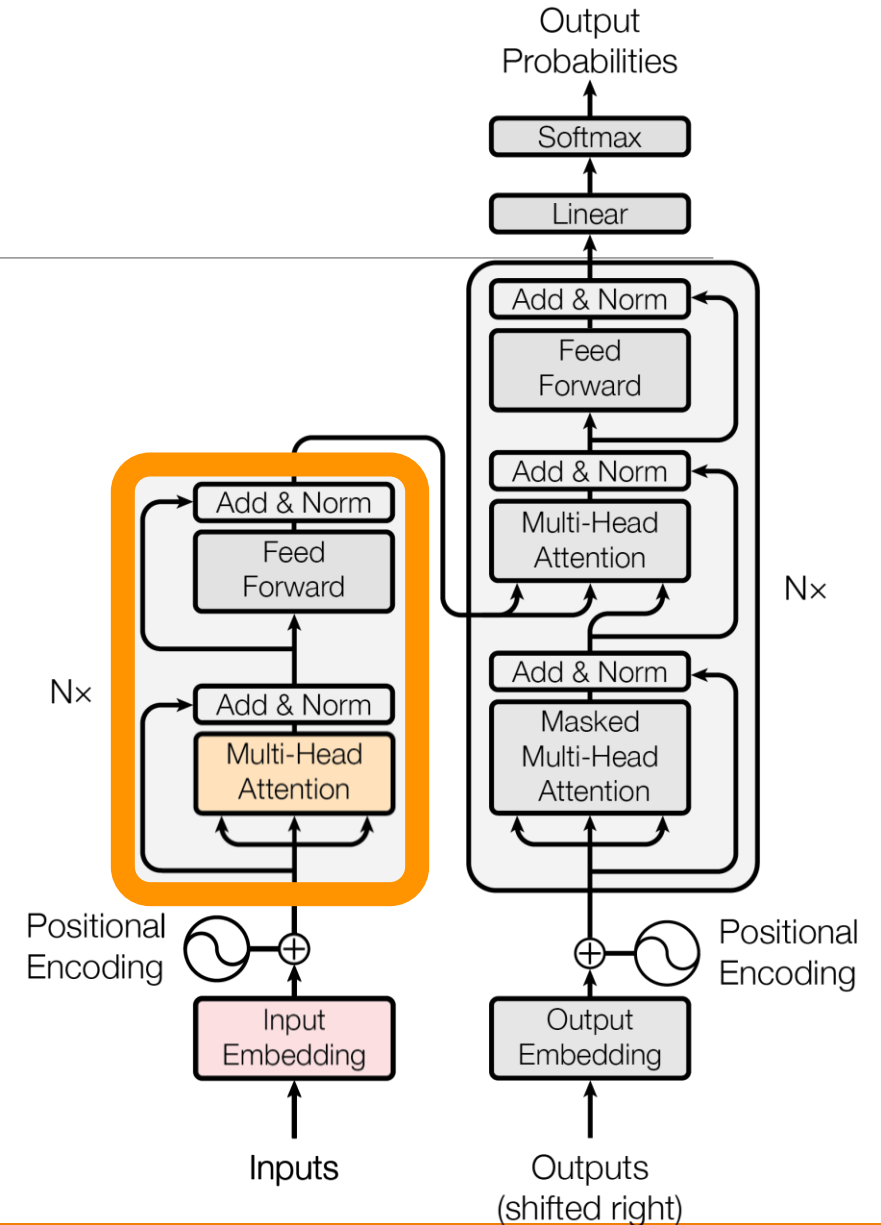 Output
Probabilities
Softmax
Linear
Add & Norm
Feed
Forward
Add & Norm
Multi-Head
Attention
Nx
Add & Norm
Masked
Multi-Head
Attention
Add & Norm
Feed
Forward
Nx
Add & Norm
Multi-Head
Attention
Positional
Encoding
Positional
Encoding
Input
Embedding
Output
Embedding
Inputs
Outputs
(shifted right)